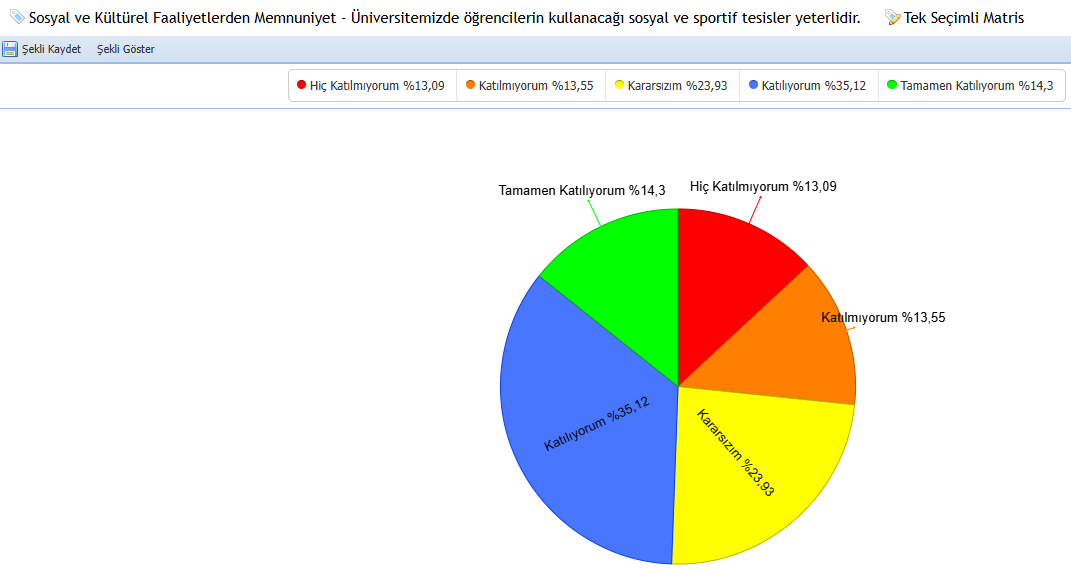 Sosyal ve Kültürel Faaliyetlerden Memnuniyet - Üniversitemizde öğrencilerin kullanacağı sosyal ve sportif tesisler yeterlidir. Tek Seçimli Matris
Şekli Kaydet Şekli Göster
Hiç Katılmıyorum %13,09 Katılmıyorum %13,55 Kararsızım %23,93 Katılıyorum %35,12 Tamamen Katılıyorum %14,3
Hiç Katılmıyorum %13,09
Tamamen Katılıyorum %14,3
Katılmıyorum %13,55
Katılıyorum %35,12
Kararsızım %23,93